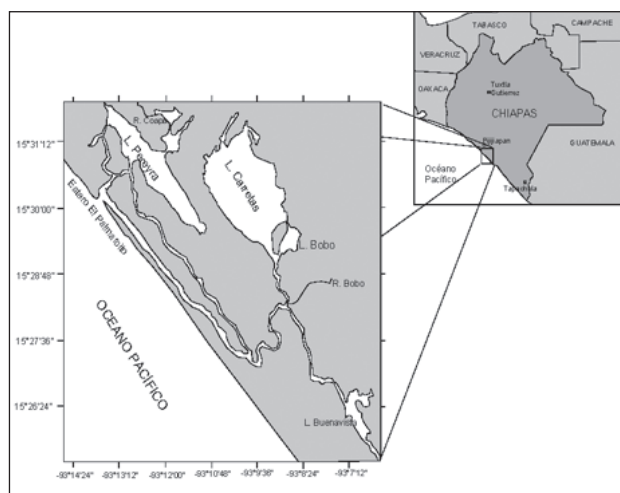 TABASCO
CAMPACHE
VERACRUZ
OAXACA
Tuxtla
Gutierrez
CHIAPAS
Pijijiapan
GUATEMALA
Océano
Pacífico
Tapachula
R. Coapa
L. Pereyra
L. Carretas
L. Bobo
R. Bobo
Estero El Palmarcito
OCEANO PACÍFICO
L. Buenavista
15°31'12"
15°30'00"
15°28'48"
15°27'36"
15°26'24"
-93°14'24"
-93°13'12"
-93°12'00"
-93°10'48"
-93°9'36"
-93°8'24"
-93°7'12"